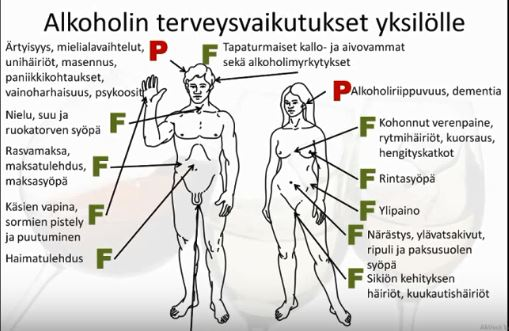 Alkoholin terveysvaikutukset yksilölle
Ärtyisyys, mielialavaihtelut,
unihäiriöt, masennus,
paniikkikohtaukset,
vainoharhaisuus, psykoosit
P
F
Tapaturmaiset kallo- ja aivovammat
sekä alkoholimyrkytykset
P
Alkoholiriippuvuus, dementia
Nielu, suu ja
ruokatorven syöpä
F
F
Kohonnut verenpaine,
rytmihäiriöt, kuorsaus,
hengityskatkot
Rasvamaksa,
maksatulehdus,
maksasyöpä
F
F
Rintasyöpä
Käsien vapina,
sormien pistely
ja puutuminen
F
F
Ylipaino
Haimatulehdus
F
F
Närästys, ylävatsakivut,
ripuli ja paksusuolen
syöpä
F
Sikiön kehityksen
häiriöt, kuukautishäiriöt